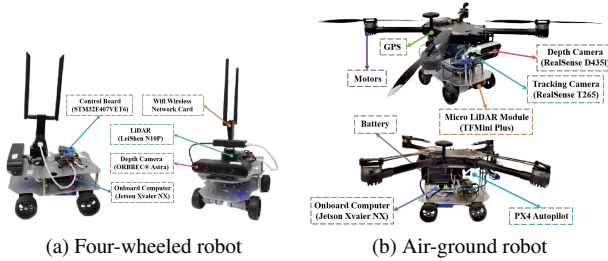 Control Board
(STM32F407VET6)
Wifi Wireless
Network Card
LiDAR
(LeiShen N10P)
Depth Camera
(ORBBEC® Astra)
Onboard Computer
(Jetson Xvaier NX)
(a) Four-wheeled robot
GPS
Motors
Depth Camera
(RealSense D435i)
Tracking Camera
(RealSense T265)
Micro LiDAR Module
(TFMini Plus)
Battery
Onboard Computer
(Jetson Xvaier NX)
PX4 Autopilot
(b) Air-ground robot